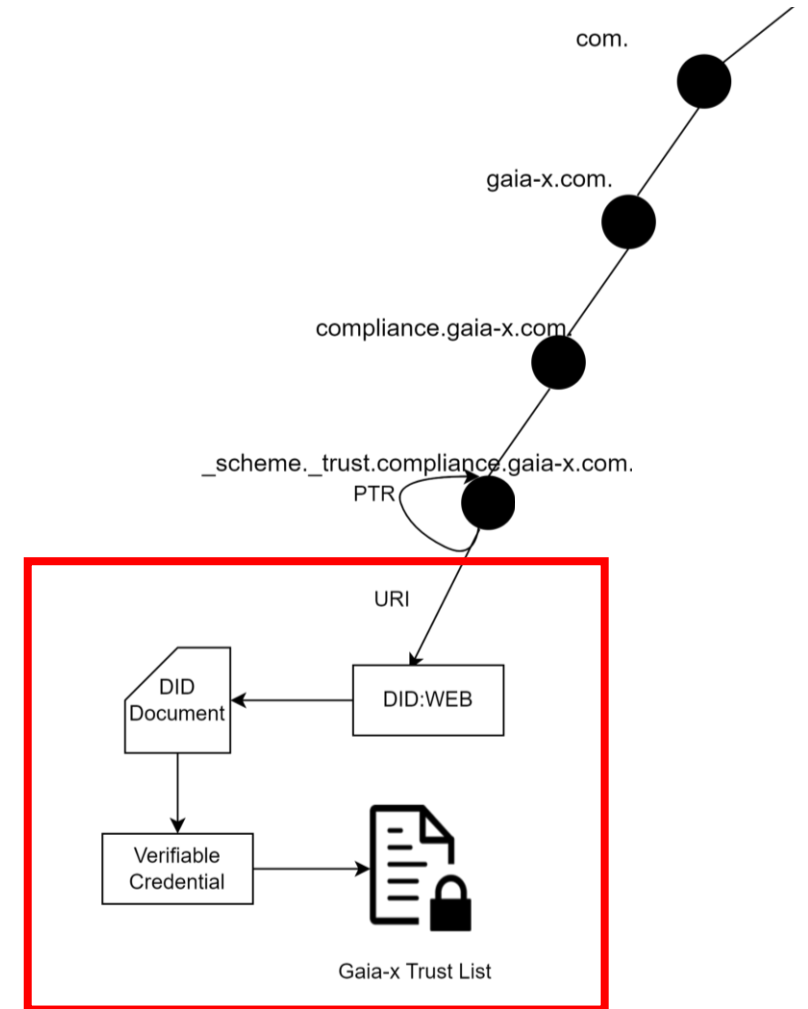 com.
gaia-x.com.
compliance.gaia-x.com.
_scheme._trust.compliance.gaia-x.com.
PTR
URI
DID
Document
DID:WEB
Verifiable
Credential
Gaia-x Trust List